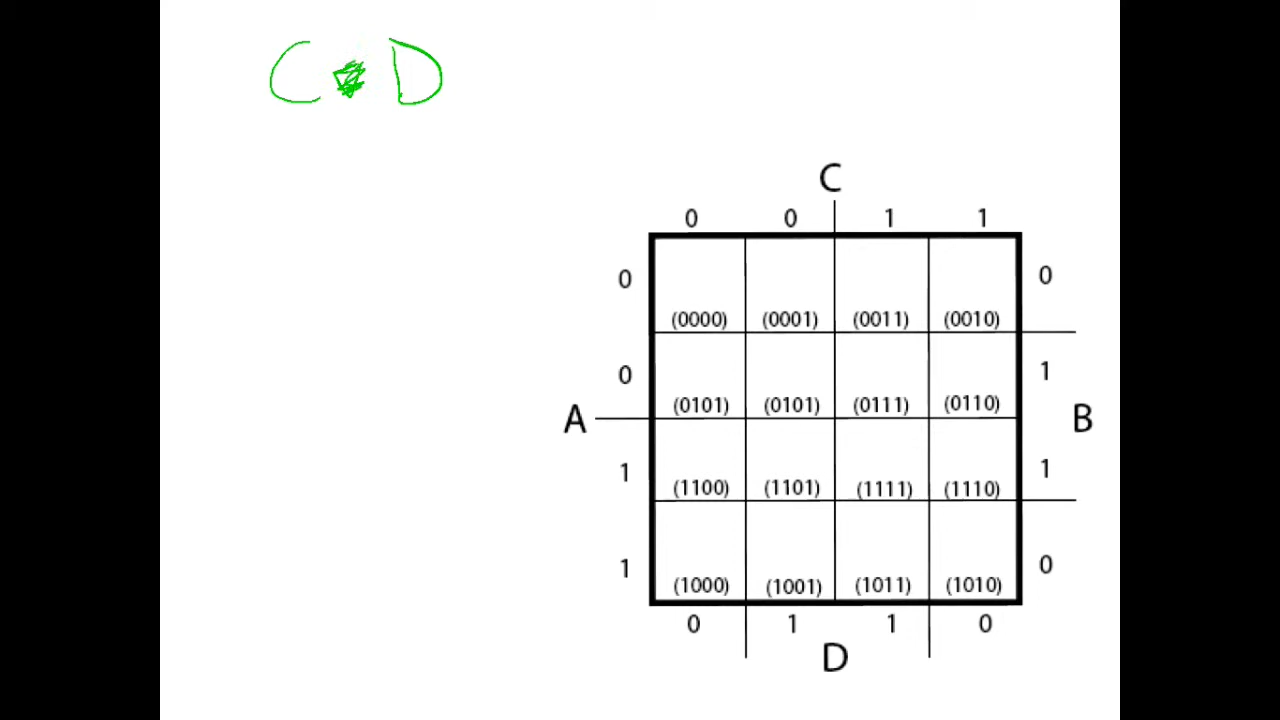 C • D
C
0 0 1 1
0 0
(0000) (0001) (0011) (0010)
0 1
(0101) (0101) (0111) (0110)
A B
1 1
(1100) (1101) (1111) (1110)
1 0
(1000) (1001) (1011) (1010)
0 1 1 0
D